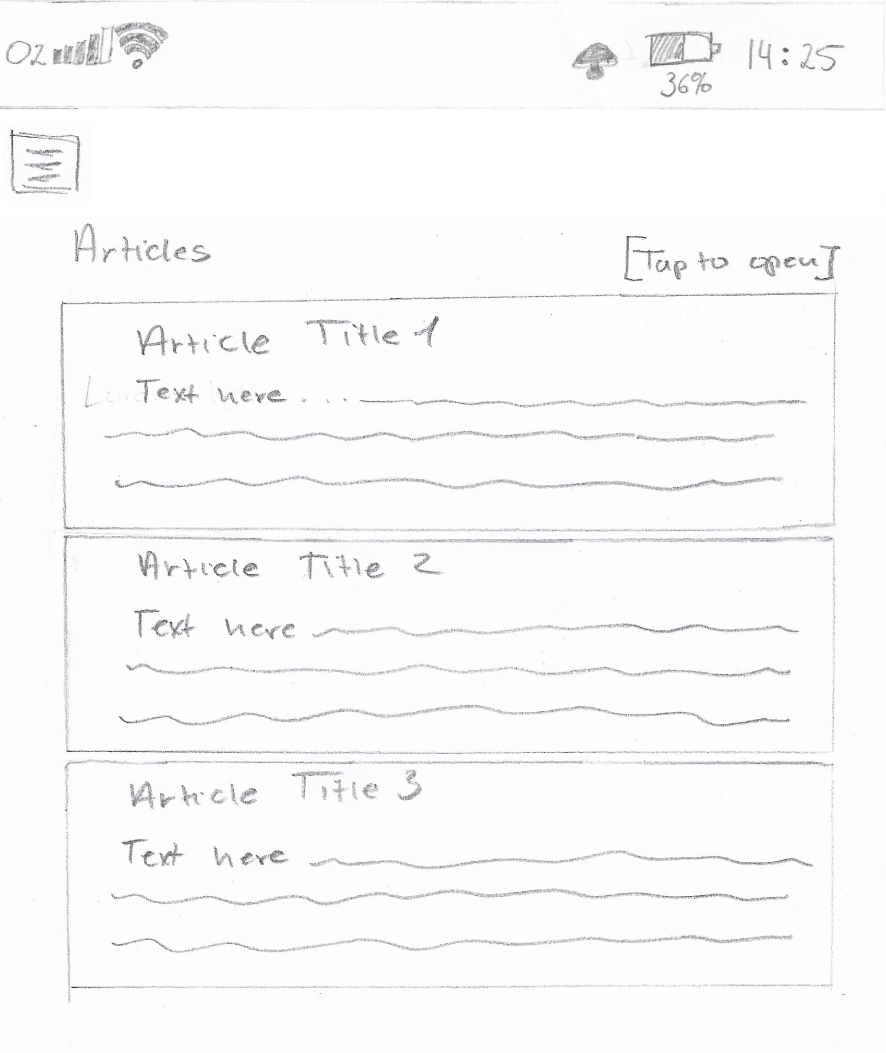 O2
36%
14:25
Articles
[Tap to open]
Article Title 1
Text here ...
Article Title 2
Text here
Article Title 3
Text here